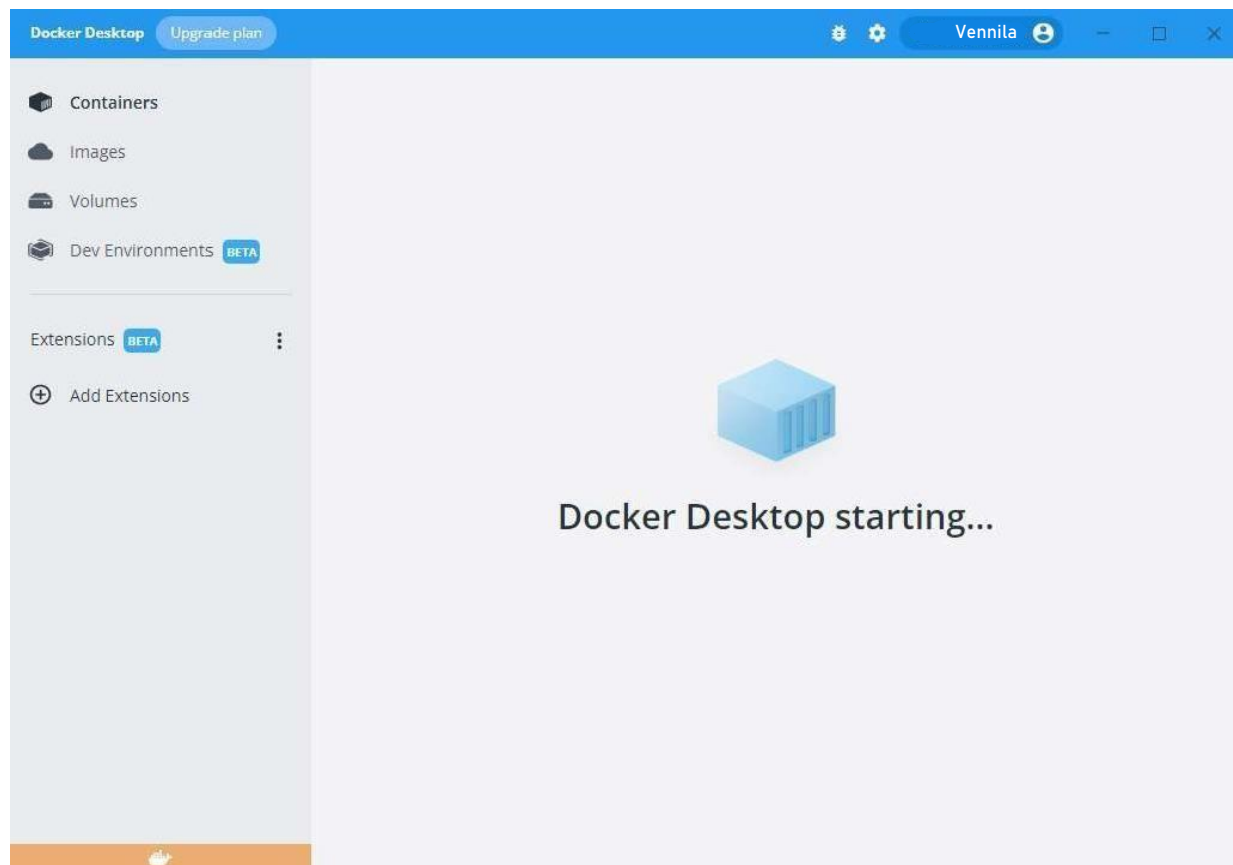 Docker Desktop Upgrade plan Vennila
Containers
Images
Volumes
Dev Environments BETA
Extensions BETA
Add Extensions
Docker Desktop starting...